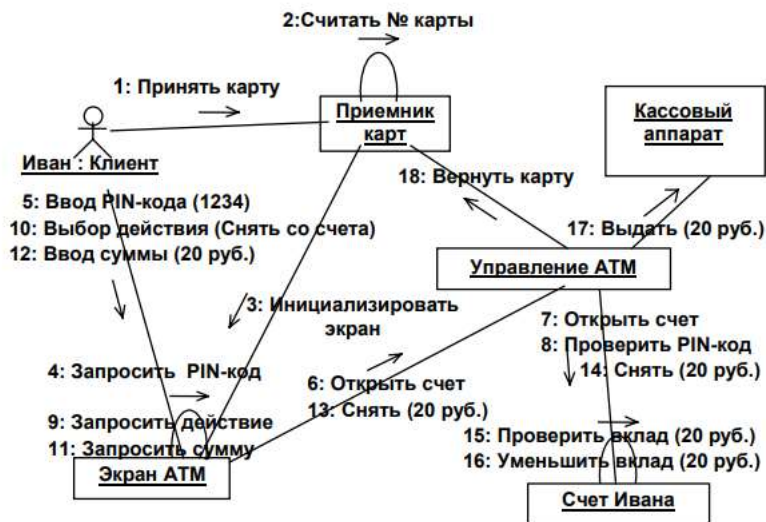 2:Считать № карты
1: Принять карту
Приемник
карт
Кассовый
аппарат
Иван : Клиент
18: Вернуть карту
5: Ввод PIN-кода (1234)
10: Выбор действия (Снять со счета)
12: Ввод суммы (20 руб.)
17: Выдать (20 руб.)
Управление АТМ
3: Инициализировать
экран
7: Открыть счет
8: Проверить PIN-код
14: Снять (20 руб.)
4: Запросить PIN-код
6: Открыть счет
13: Снять (20 руб.)
9: Запросить действие
11: Запросить сумму
15: Проверить вклад (20 руб.)
16: Уменьшить вклад (20 руб.)
Экран АТМ
Счет Ивана